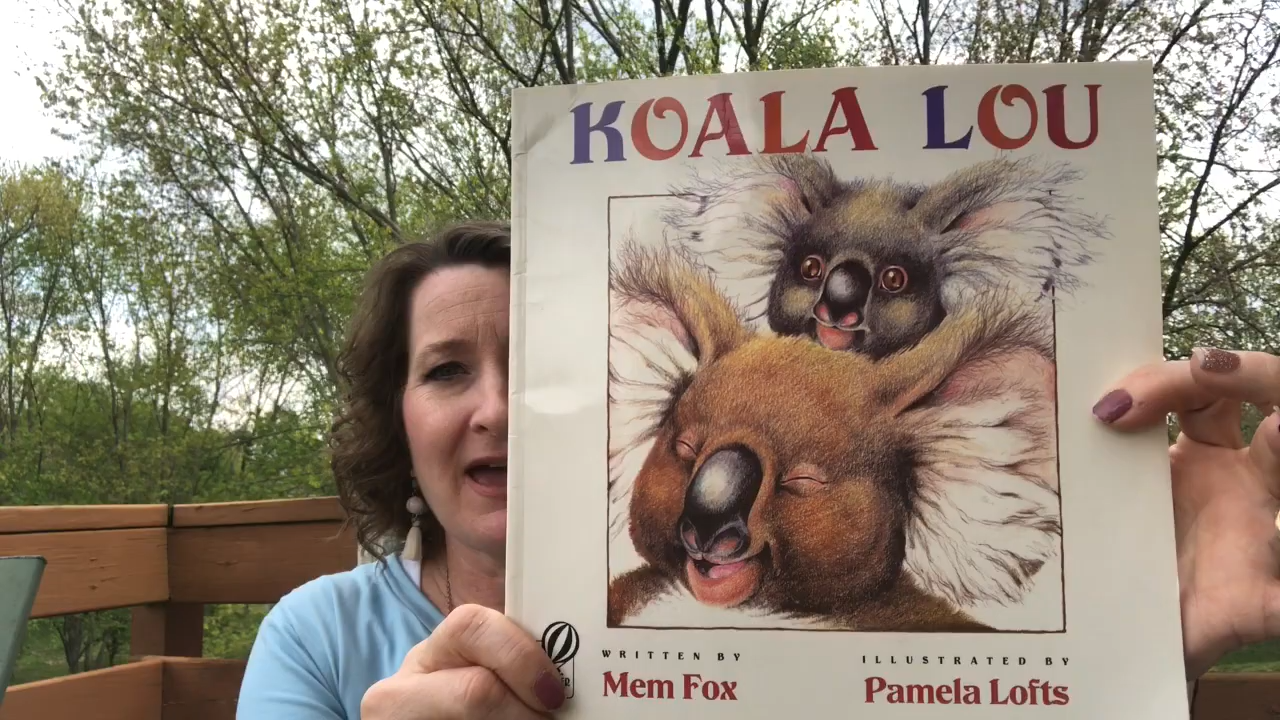 KOALA LOU
WRITTEN BY
Mem Fox
ILLUSTRATED BY
Pamela Lofts